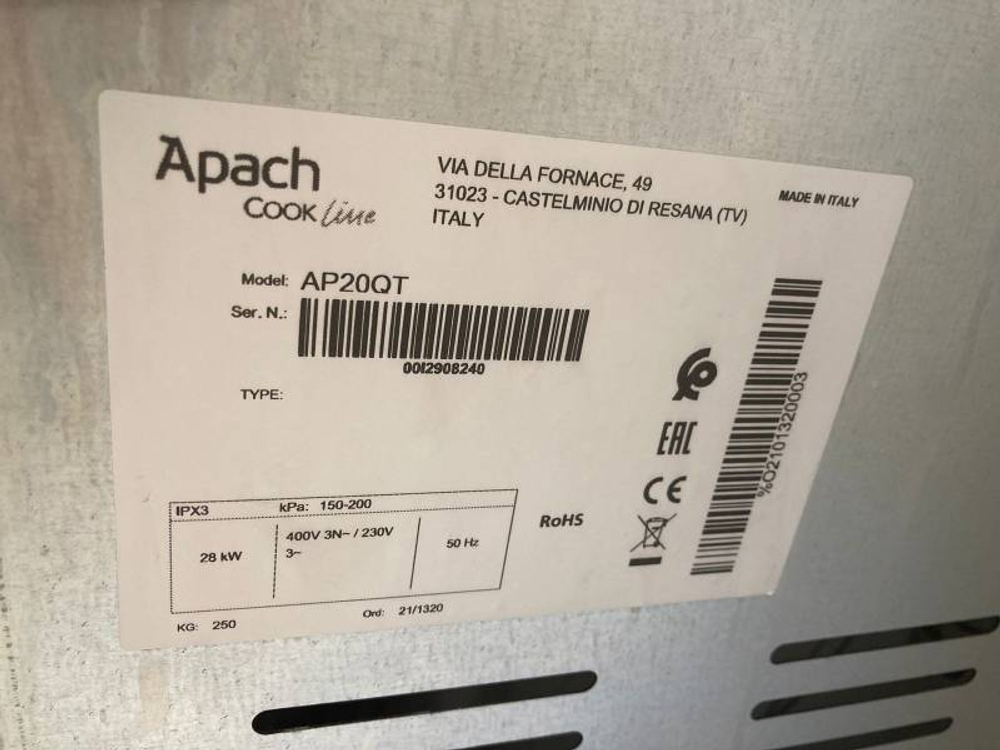 Apach
COOK Line
VIA DELLA FORNACE, 49
31023 - CASTELMINIO DI RESANA (TV)
ITALY
MADE IN ITALY
Model: AP20QT
Ser. N.:
00I2908240
TYPE:
EAC
CE
RoHS
%O2101320003
IPX3 kPa: 150-200
28 kW
400V 3N~ / 230V
3~
50 Hz
KG: 250
Ord: 21/1320